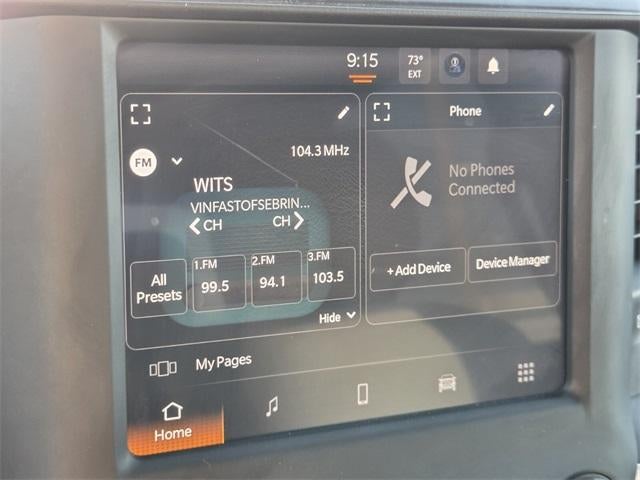 9:15
73°
EXT
FM
104.3 MHz
WITS
VINFASTOFSEBRIN...
CH
CH
All
Presets
1.FM
99.5
2.FM
94.1
3.FM
103.5
Hide
Phone
No Phones
Connected
+ Add Device
Device Manager
My Pages
Home